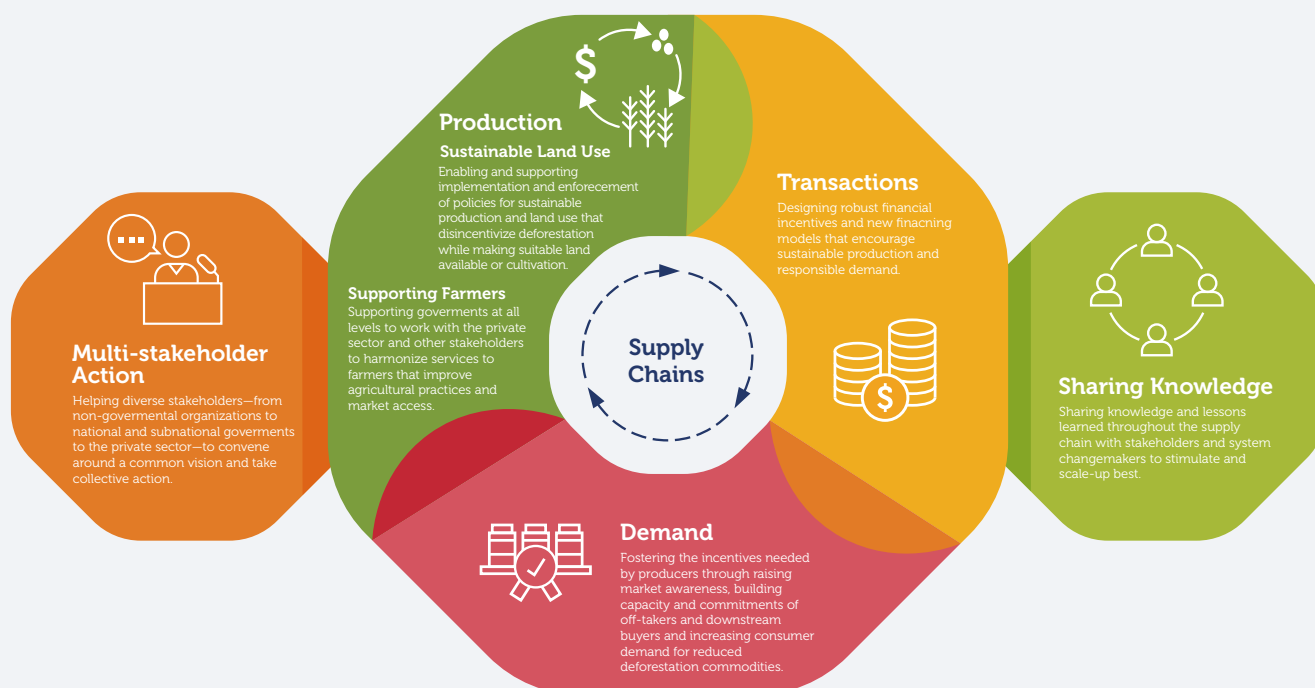 Production
Sustainable Land Use
Enabling and supporting
implementation and enforecement
of policies for sustainable
production and land use that
disincentivize deforestation
while making suitable land
available or cultivation.
Supporting Farmers
Supporting goverments at all
levels to work with the private
sector and other stakeholders
to harmonize services to
farmers that improve
agricultural practices and
market access.
Transactions
Designing robust financial
incentives and new finacning
models that encourage
sustainable production and
responsible demand.
Supply
Chains
Multi-stakeholder
Action
Helping diverse stakeholders—from
non-govermental organizations to
national and subnational goverments
to the private sector—to convene
around a common vision and take
collective action.
Sharing Knowledge
Sharing knowledge and lessons
learned throughout the supply
chain with stakeholders and system
changemakers to stimulate and
scale-up best.
Demand
Fostering the incentives needed
by producers through raising
market awareness, building
capacity and commitments of
off-takers and downstream
buyers and increasing consumer
demand for reduced
deforestation commodities.
$
$